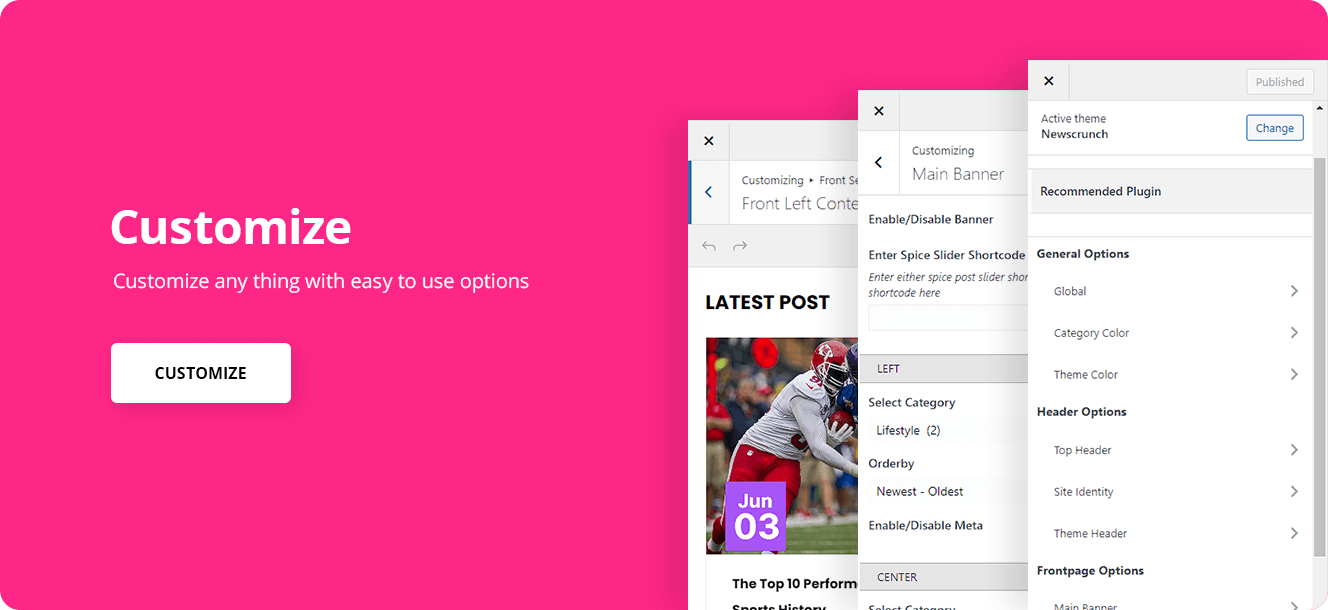 Customize
Customize any thing with easy to use options
CUSTOMIZE
Customizing ▸ Front
Front Left
LATEST POST
Jun
03
The Top 10
Sports History
Customizing
Main Banner
Enable/Disable Banner
Enter Spice Slider Shortcode
Enter either spice post slider
shortcode here
LEFT
Select Category
Lifestyle (2)
Orderby
Newest - Oldest
Enable/Disable Meta
CENTER
Select Category
Published
Active theme
Newscrunch
Change
Recommended Plugin
General Options
Global
Category Color
Theme Color
Header Options
Top Header
Site Identity
Theme Header
Frontpage Options
Main Banner